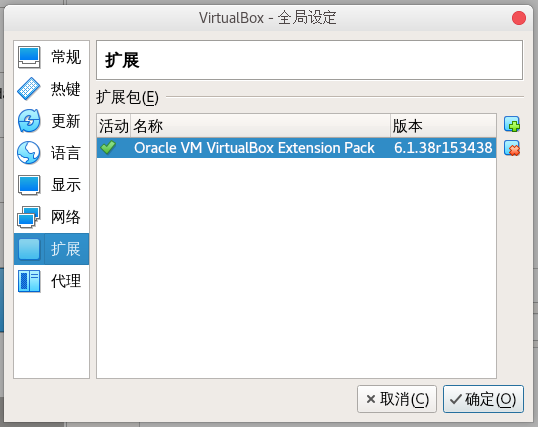 VirtualBox - 全局设定
常规
热键
更新
语言
显示
网络
扩展
代理
扩展
扩展包(E)
活动 名称 版本
Oracle VM VirtualBox Extension Pack 6.1.38r153438
取消(C) 确定(O)